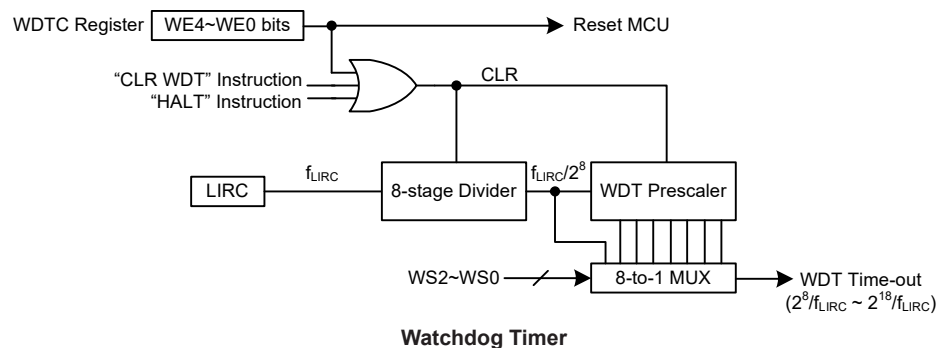 WDTC Register WE4~WE0 bits Reset MCU
“CLR WDT” Instruction
“HALT” Instruction
CLR
LIRC
fLIRC
8-stage Divider
fLIRC/2⁸
WDT Prescaler
WS2~WS0
8-to-1 MUX
WDT Time-out
(2⁸/fLIRC ~ 2¹⁸/fLIRC)
Watchdog Timer